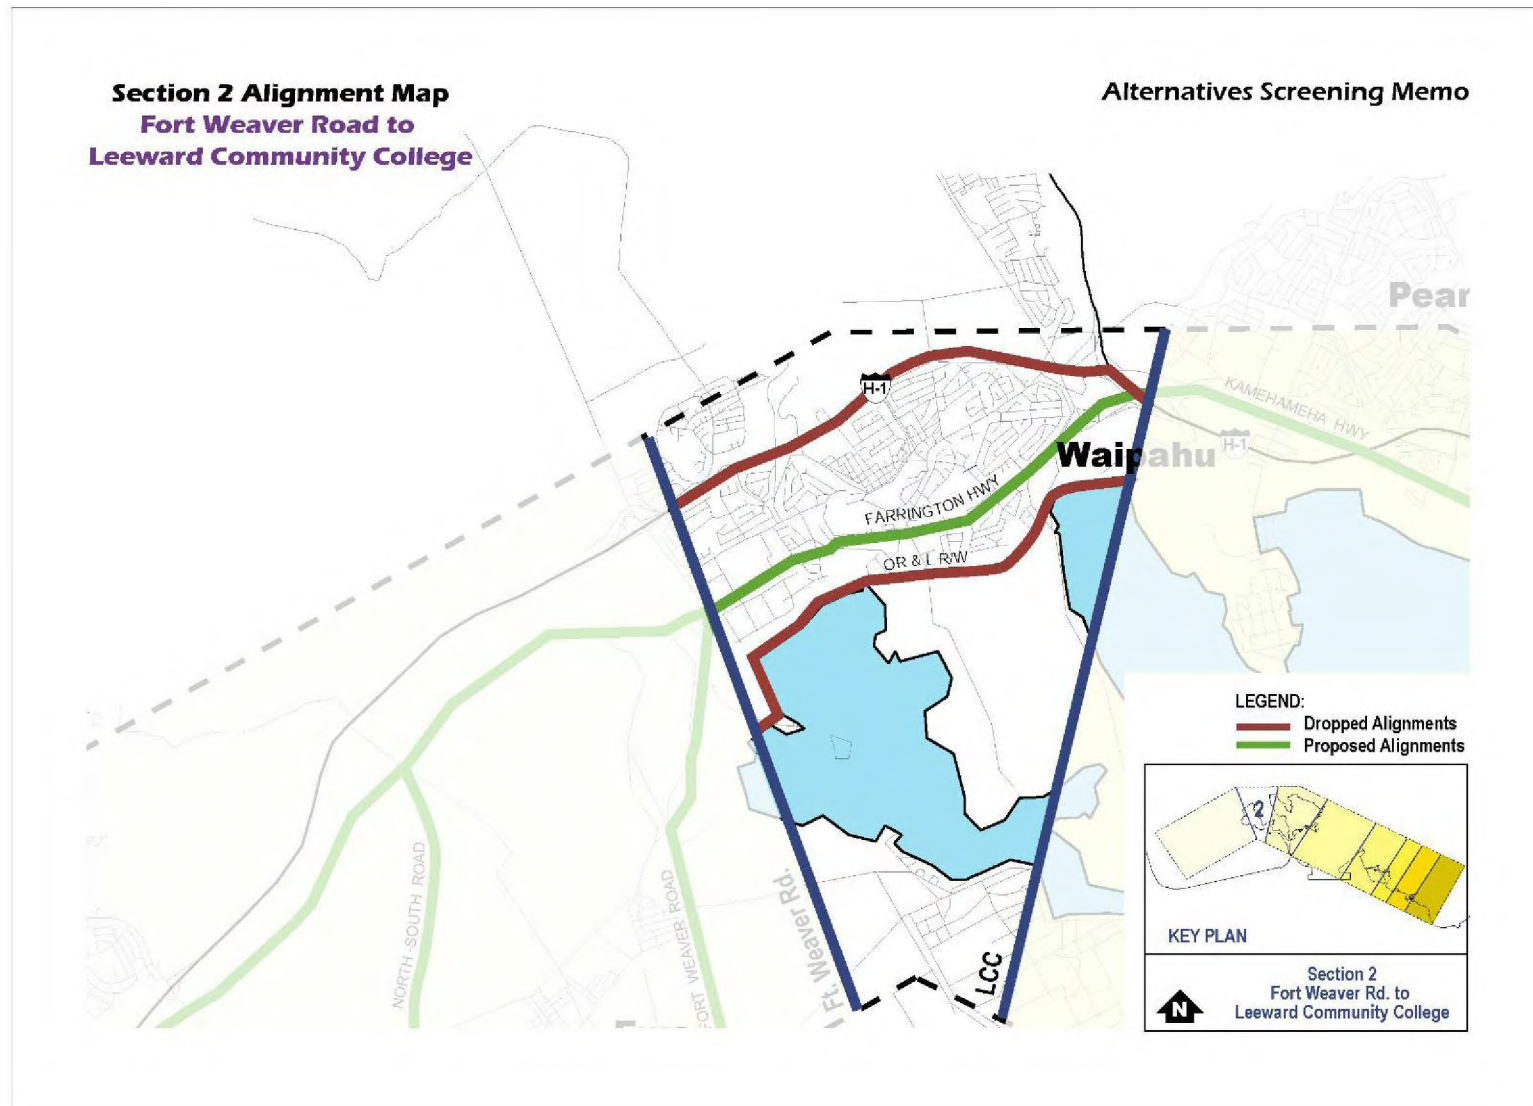 Section 2 Alignment Map
Fort Weaver Road to
Leeward Community College
Alternatives Screening Memo
Pear
H-1
KAMEHAMEHA HWY
H-1
Waipahu
FARRINGTON HWY
OR & L R/W
NORTH-SOUTH ROAD
FORT WEAVER ROAD
Ft. Weaver Rd.
LCC
LEGEND:
Dropped Alignments
Proposed Alignments
2
KEY PLAN
N
Section 2
Fort Weaver Rd. to
Leeward Community College